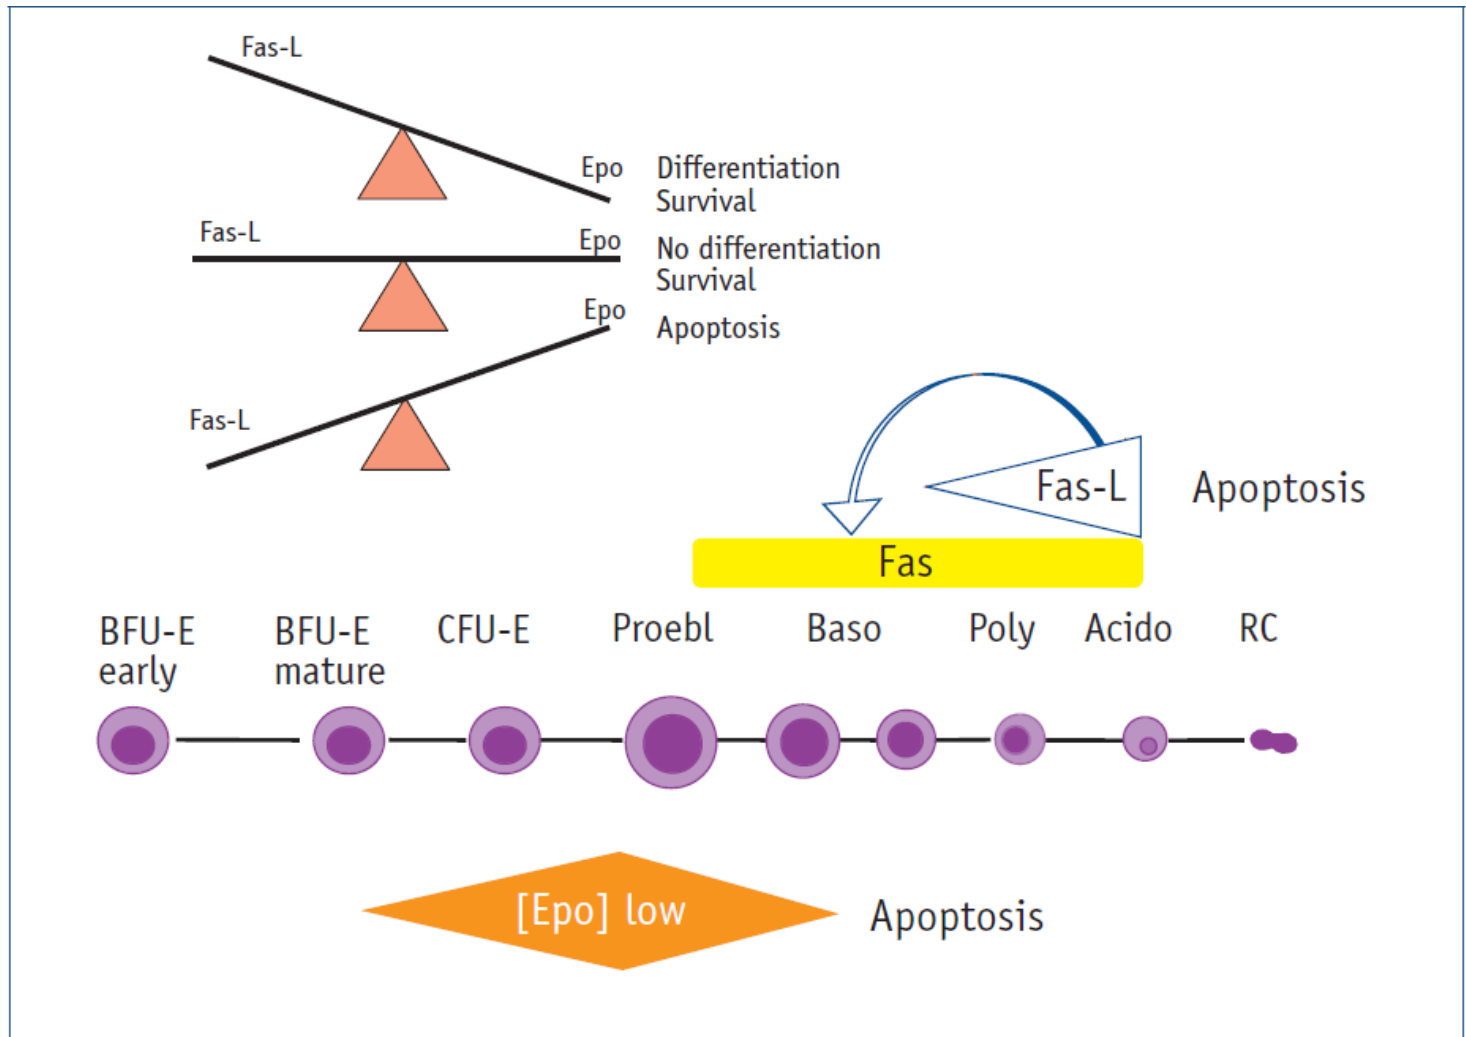 Fas-L
Epo Differentiation
Survival
Fas-L Epo No differentiation
Survival
Epo Apoptosis
Fas-L
Fas-L Apoptosis
Fas
BFU-E early
BFU-E mature
CFU-E
Proebl
Baso
Poly
Acido
RC
[Epo] low Apoptosis